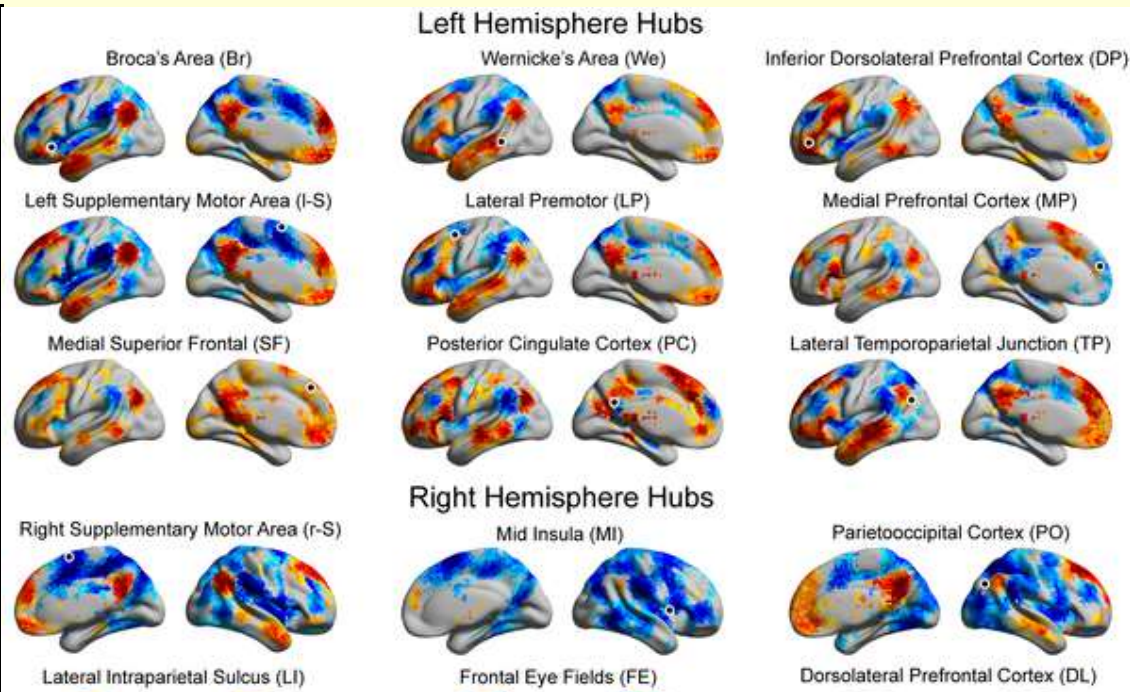 Left Hemisphere Hubs
Broca's Area (Br) Wernicke's Area (We) Inferior Dorsolateral Prefrontal Cortex (DP)
Left Supplementary Motor Area (l-S) Lateral Premotor (LP) Medial Prefrontal Cortex (MP)
Medial Superior Frontal (SF) Posterior Cingulate Cortex (PC) Lateral Temporoparietal Junction (TP)
Right Hemisphere Hubs
Right Supplementary Motor Area (r-S) Mid Insula (MI) Parietooccipital Cortex (PO)
Lateral Intraparietal Sulcus (LI) Frontal Eye Fields (FE) Dorsolateral Prefrontal Cortex (DL)